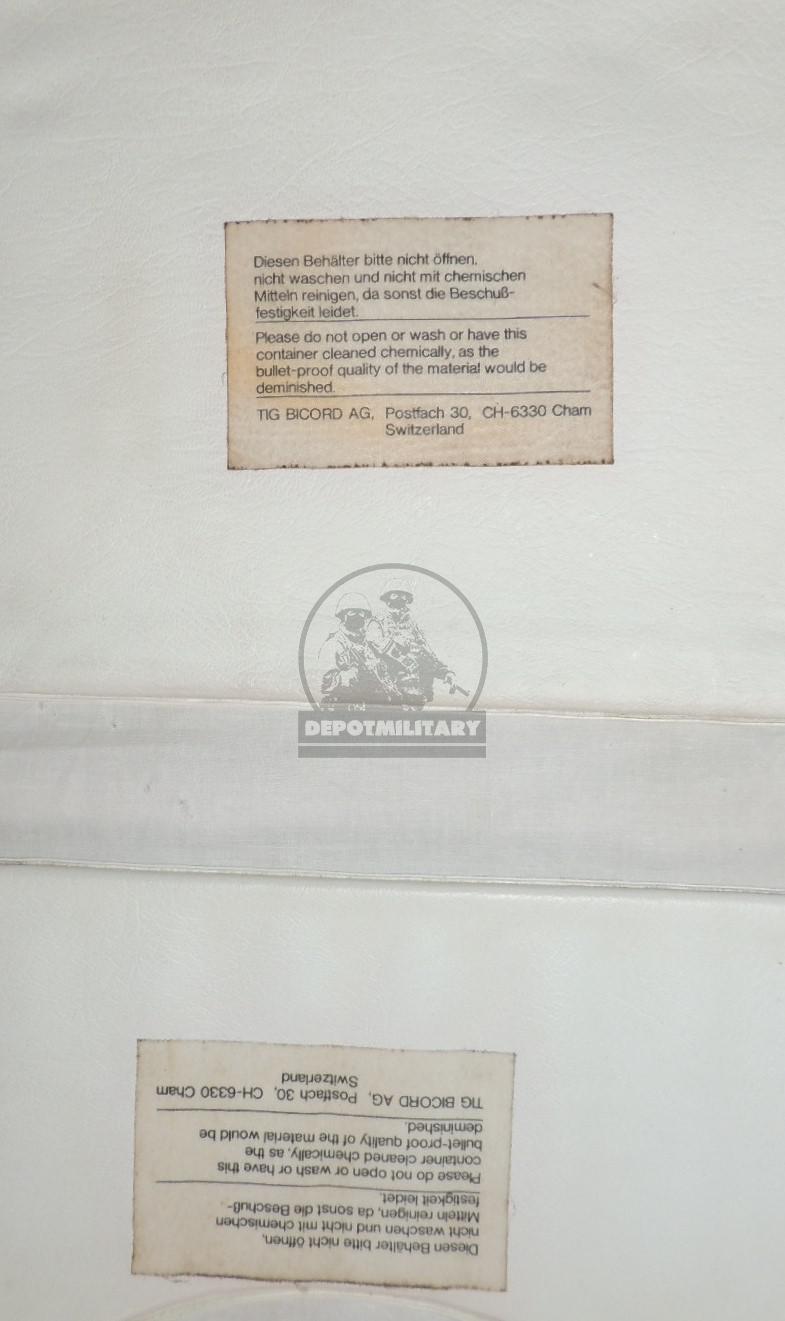 Diesen Behälter bitte nicht öffnen,
nicht waschen und nicht mit chemischen
Mitteln reinigen, da sonst die Beschuß-
festigkeit leidet.
Please do not open or wash or have this
container cleaned chemically, as the
bullet-proof quality of the material would be
deminished.
TIG BICORD AG, Postfach 30, CH-6330 Cham
Switzerland
DEPOTMILITARY
Diesen Behälter bitte nicht öffnen,
nicht waschen und nicht mit chemischen
Mitteln reinigen, da sonst die Beschuß-
festigkeit leidet.
Please do not open or wash or have this
container cleaned chemically, as the
bullet-proof quality of the material would be
deminished.
TIG BICORD AG, Postfach 30, CH-6330 Cham
Switzerland